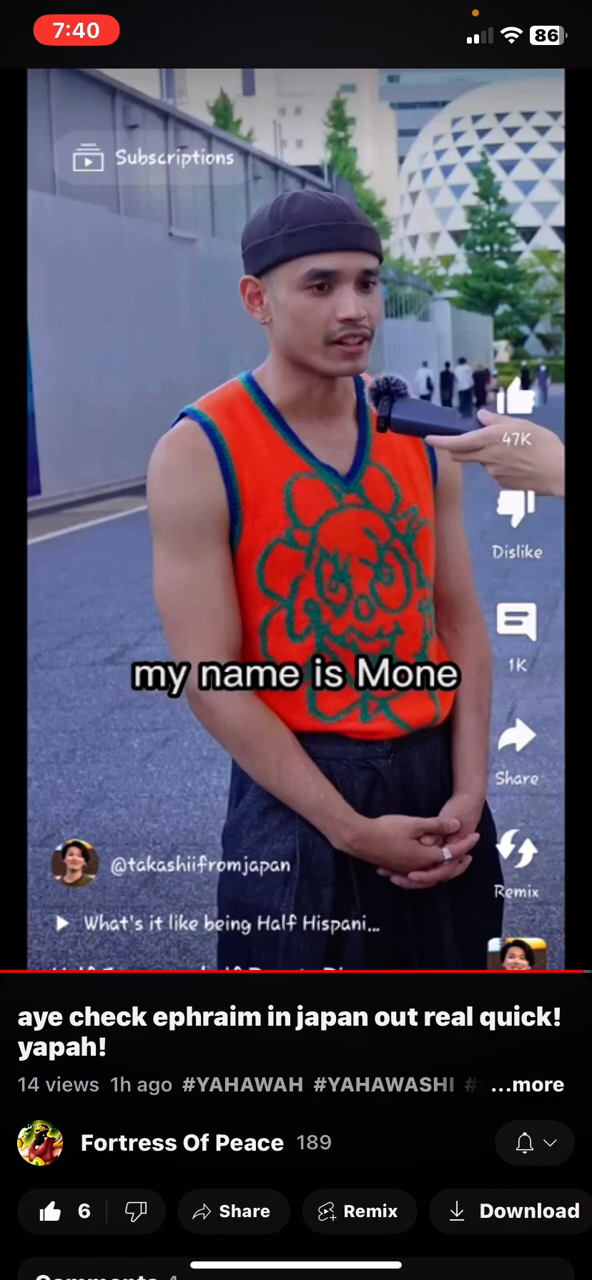 7:40
86
Subscriptions
47K
Dislike
my name is Mone
1K
Share
@takashiifromjapan
Remix
What's it like being Half Hispani...
aye check ephraim in japan out real quick!
yapah!
14 views 1h ago #YAHAWAH #YAHAWASHI # ...more
Fortress Of Peace 189
6 Share Remix Download